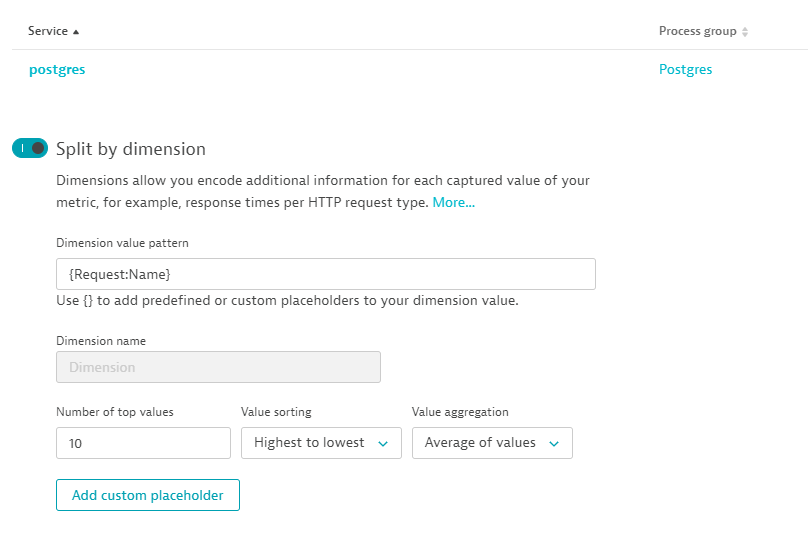 Service Process group
postgres Postgres
Split by dimension
Dimensions allow you encode additional information for each captured value of your
metric, for example, response times per HTTP request type. More...
Dimension value pattern
{Request:Name}
Use {} to add predefined or custom placeholders to your dimension value.
Dimension name
Dimension
Number of top values Value sorting Value aggregation
10 Highest to lowest Average of values
Add custom placeholder